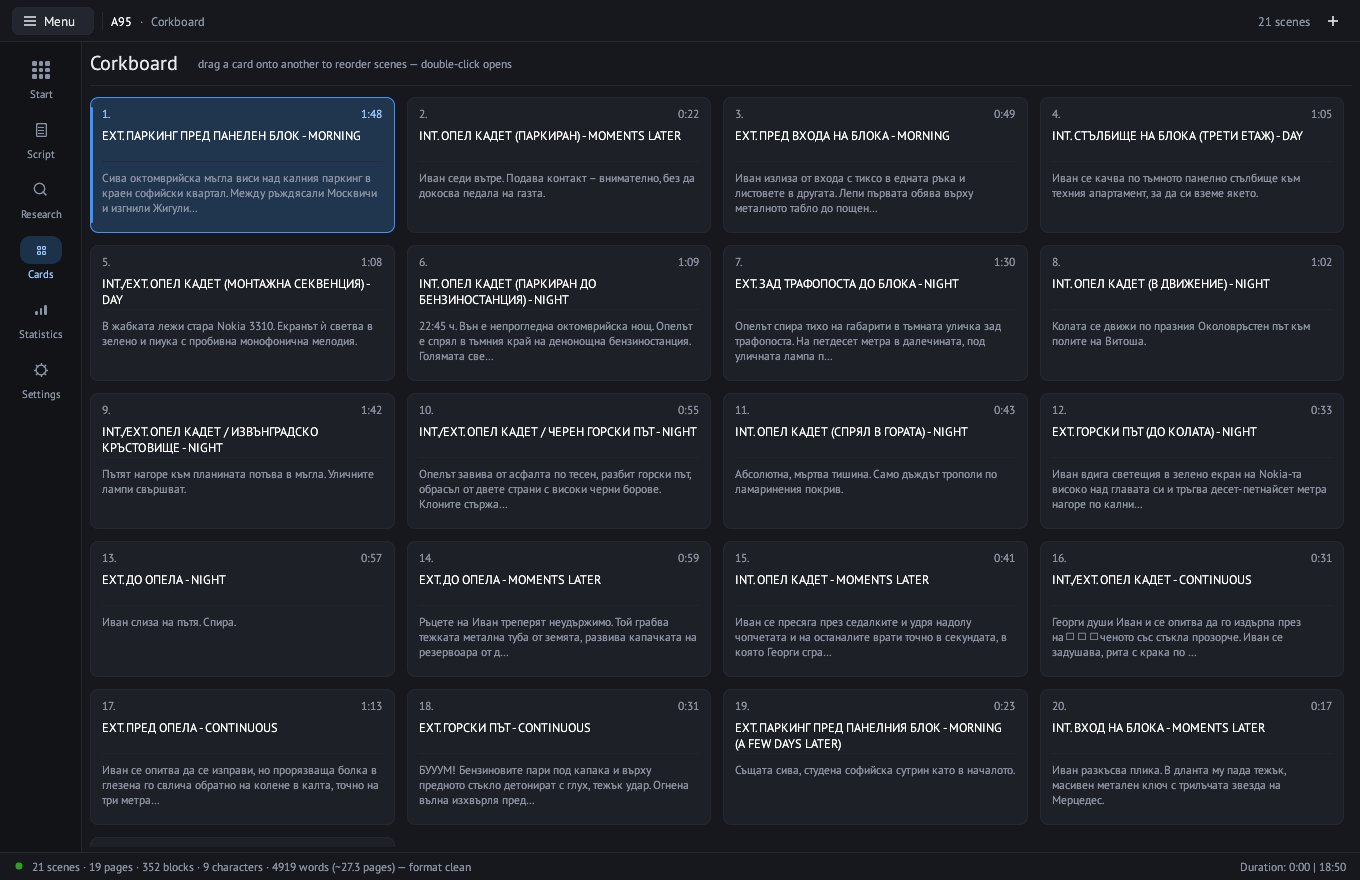 Menu
A95 · Corkboard
21 scenes +
Start
Script
Research
Cards
Statistics
Settings
Corkboard
drag a card onto another to reorder scenes — double-click opens
1. 1:48
EXT. ПАРКИНГ ПРЕД ПАНЕЛЕН БЛОК - MORNING
Сива октомврийска мъгла виси над калния паркинг в
краен софийски квартал. Между ръждясали Москвичи
и изгнили Жигули...
2. 0:22
INT. ОПЕЛ КАДЕТ (ПАРКИРАН) - MOMENTS LATER
Иван седи вътре. Подава контакт – внимателно, без да
докосва педала на газта.
3. 0:49
EXT. ПРЕД ВХОДА НА БЛОКА - MORNING
Иван излиза от входа с тиксо в едната ръка и
листовете в другата. Лепи първата обява върху
металното табло до пощен...
4. 1:05
INT. СТЪЛБИЩЕ НА БЛОКА (ТРЕТИ ЕТАЖ) - DAY
Иван се качва по тъмното панелно стълбище към
техния апартамент, за да си вземе якето.
5. 1:08
INT./EXT. ОПЕЛ КАДЕТ (МОНТАЖНА СЕКВЕНЦИЯ) -
DAY
В жабката лежи стара Nokia 3310. Екранът ѝ светва в
зелено и пиука с пробивна монофонична мелодия.
6. 1:09
INT. ОПЕЛ КАДЕТ (ПАРКИРАН ДО
БЕНЗИНОСТАНЦИЯ) - NIGHT
22:45 ч. Вън е непрогледна октомврийска нощ. Опелът
е спрял в тъмния край на денонощна бензиностанция.
Голямата све...
7. 1:30
EXT. ЗАД ТРАФОПОСТА ДО БЛОКА - NIGHT
Опелът спира тихо на габарити в тъмната уличка зад
трафопоста. На петдесет метра в далечината, под
уличната лампа п...
8. 1:02
INT. ОПЕЛ КАДЕТ (В ДВИЖЕНИЕ) - NIGHT
Колата се движи по празния Околовръстен път към
полите на Витоша.
9. 1:42
INT./EXT. ОПЕЛ КАДЕТ / ИЗВЪНГРАДСКО
КРЪСТОВИЩЕ - NIGHT
Пътят нагоре към планината потъва в мъгла. Уличните
лампи свършват.
10. 0:55
INT./EXT. ОПЕЛ КАДЕТ / ЧЕРЕН ГОРСКИ ПЪТ - NIGHT
Опелът завива от асфалта по тесен, разбит горски път,
обрасъл от двете страни с високи черни борове.
Клоните стържа...
11. 0:43
INT. ОПЕЛ КАДЕТ (СПРЯЛ В ГОРАТА) - NIGHT
Абсолютна, мъртва тишина. Само дъждът трополи по
ламаринения покрив.
12. 0:33
EXT. ГОРСКИ ПЪТ (ДО КОЛАТА) - NIGHT
Иван вдига светещия в зелено екран на Nokia-та
високо над главата си и тръгва десет-петнайсет метра
нагоре по кални...
13. 0:57
EXT. ДО ОПЕЛА - NIGHT
Иван слиза на пътя. Спира.
14. 0:59
EXT. ДО ОПЕЛА - MOMENTS LATER
Ръцете на Иван треперят неудържимо. Той грабва
тежката метална туба от земята, развива капачката на
резервоара от д...
15. 0:41
INT. ОПЕЛ КАДЕТ - MOMENTS LATER
Иван се пресяга през седалките и удря надолу
чопчетата и на останалите врати точно в секундата, в
която Георги сгра...
16. 0:31
INT./EXT. ОПЕЛ КАДЕТ - CONTINUOUS
Георги души Иван и се опитва да го издърпа през
на□□□ченото със стъкла прозорче. Иван се
задушава, рита с крака по ...
17. 1:13
EXT. ПРЕД ОПЕЛА - CONTINUOUS
Иван се опитва да се изправи, но прорязваща болка в
глезена го свлича обратно на колене в калта, точно на
три метра...
18. 0:31
EXT. ГОРСКИ ПЪТ - CONTINUOUS
БУУУМ! Бензиновите пари под капака и върху
предното стъкло детонират с глух, тежък удар. Огнена
вълна изхвърля пред...
19. 0:23
EXT. ПАРКИНГ ПРЕД ПАНЕЛНИЯ БЛОК - MORNING
(A FEW DAYS LATER)
Същата сива, студена софийска сутрин като в началото.
20. 0:17
INT. ВХОД НА БЛОКА - MOMENTS LATER
Иван разкъсва плика. В дланта му пада тежък,
масивен метален ключ с трилъчата звезда на
Мерцедес.
21 scenes · 19 pages · 352 blocks · 9 characters · 4919 words (~27.3 pages) — format clean
Duration: 0:00 | 18:50